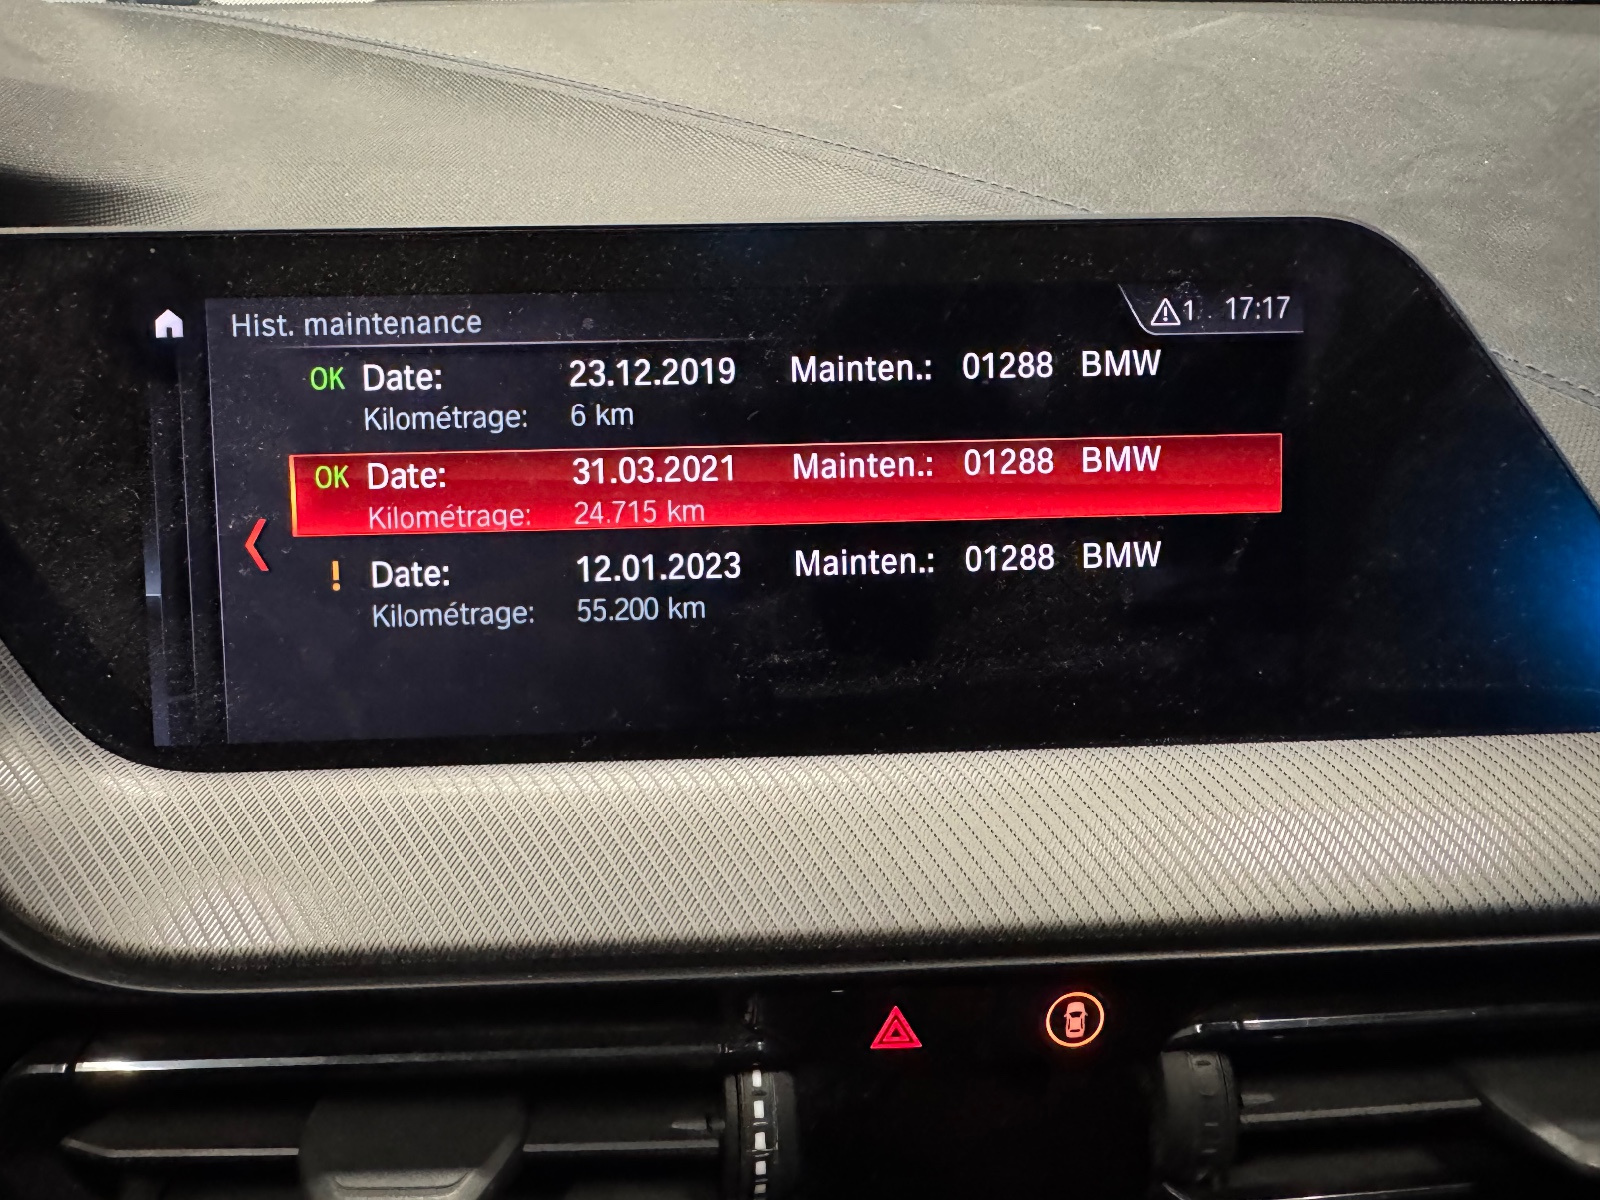 Hist. maintenance
1 17:17
OK Date: 23.12.2019 Mainten.: 01288 BMW
Kilométrage: 6 km
OK Date: 31.03.2021 Mainten.: 01288 BMW
Kilométrage: 24.715 km
! Date: 12.01.2023 Mainten.: 01288 BMW
Kilométrage: 55.200 km